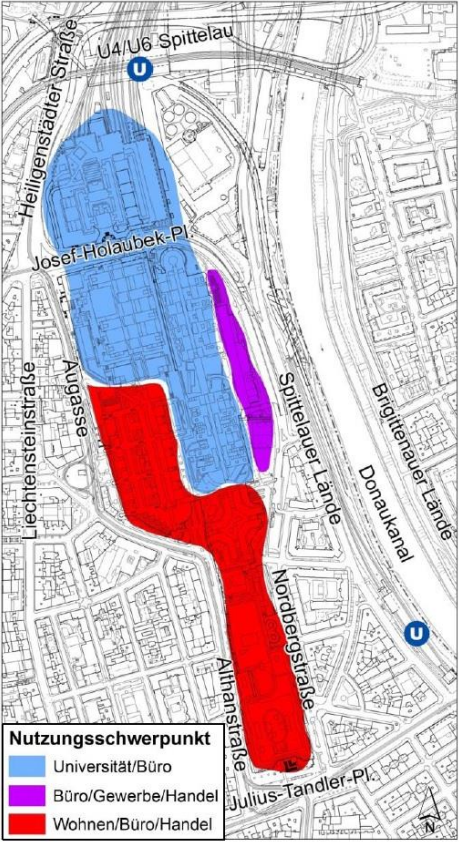 U4/U6 Spittelau
U
Heiligenstädter Straße
Josef-Holaubek-Pl.
Augasse
Liechtensteinstraße
Spittelauer Lände
Brigittenauer Lände
Donaukanal
U
Nordbergstraße
Althanstraße
Julius-Tandler-Pl.
Nutzungsschwerpunkt
Universität/Büro
Büro/Gewerbe/Handel
Wohnen/Büro/Handel
N